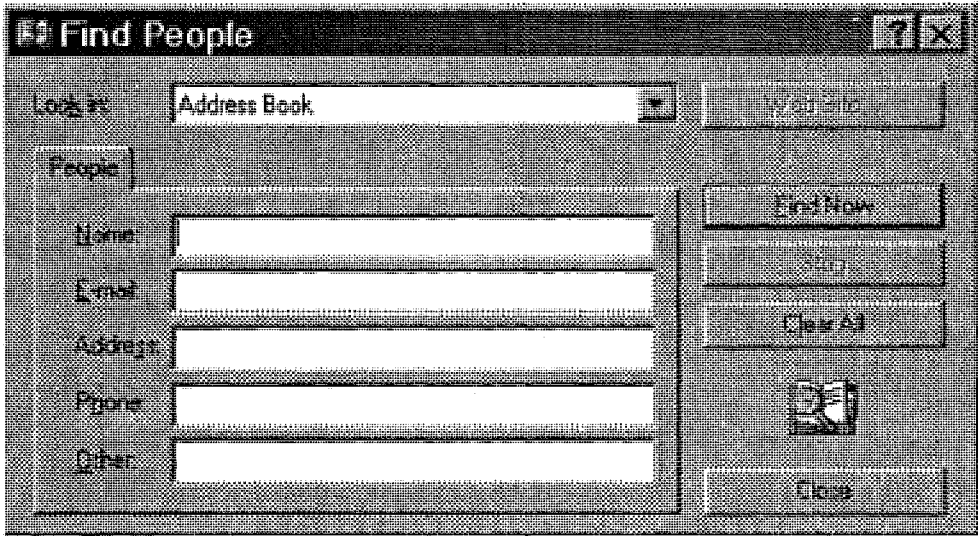 Find People
Look in: Address Book
Web Site...
People
Find Now
Name:
Stop
E-mail:
Clear All
Address:
Phone:
Other:
Close